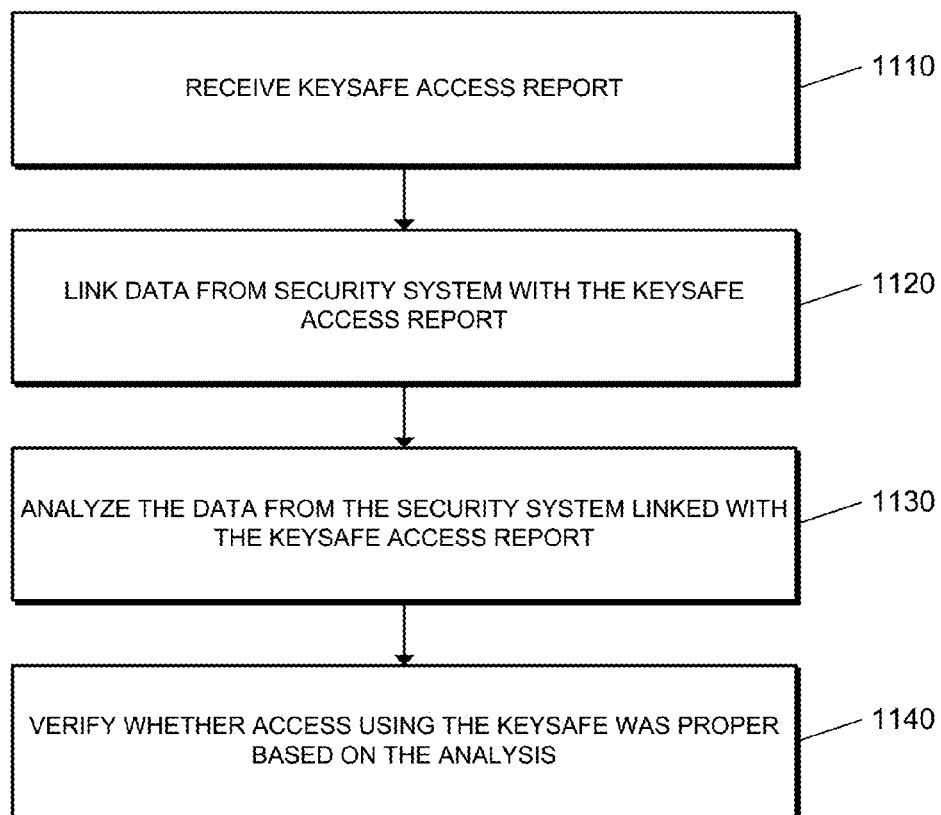 RECEIVE KEYSAFE ACCESS REPORT
1110
LINK DATA FROM SECURITY SYSTEM WITH THE KEYSAFE
ACCESS REPORT
1120
ANALYZE THE DATA FROM THE SECURITY SYSTEM LINKED WITH
THE KEYSAFE ACCESS REPORT
1130
VERIFY WHETHER ACCESS USING THE KEYSAFE WAS PROPER
BASED ON THE ANALYSIS
1140